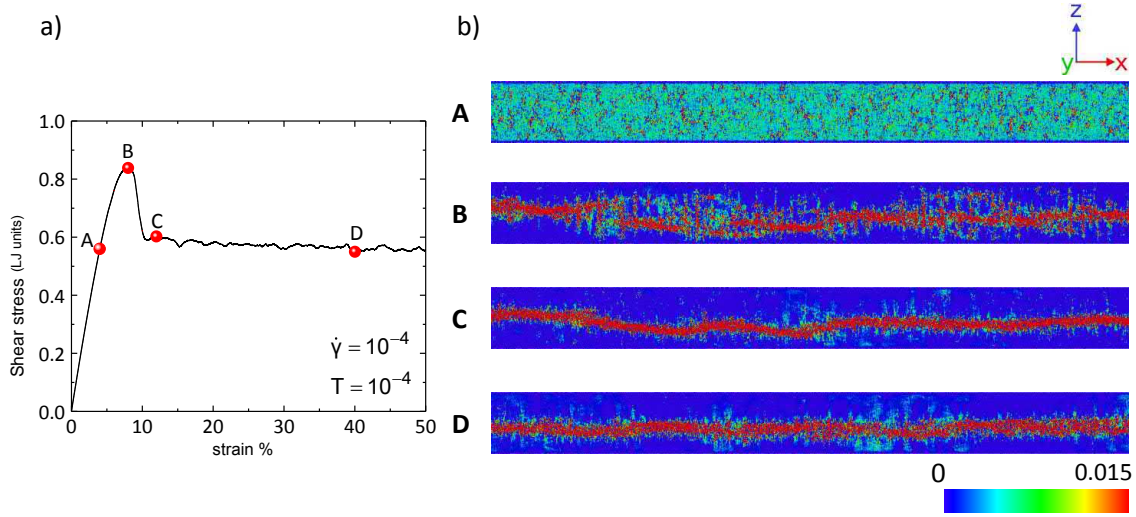 a)
b)
z
y
x
Shear stress (LJ units)
1.0
0.8
0.6
0.4
0.2
0.0
0
10
20
30
40
50
strain %
A
B
C
D
γ̇ = 10⁻⁴
T = 10⁻⁴
A
B
C
D
0
0.015